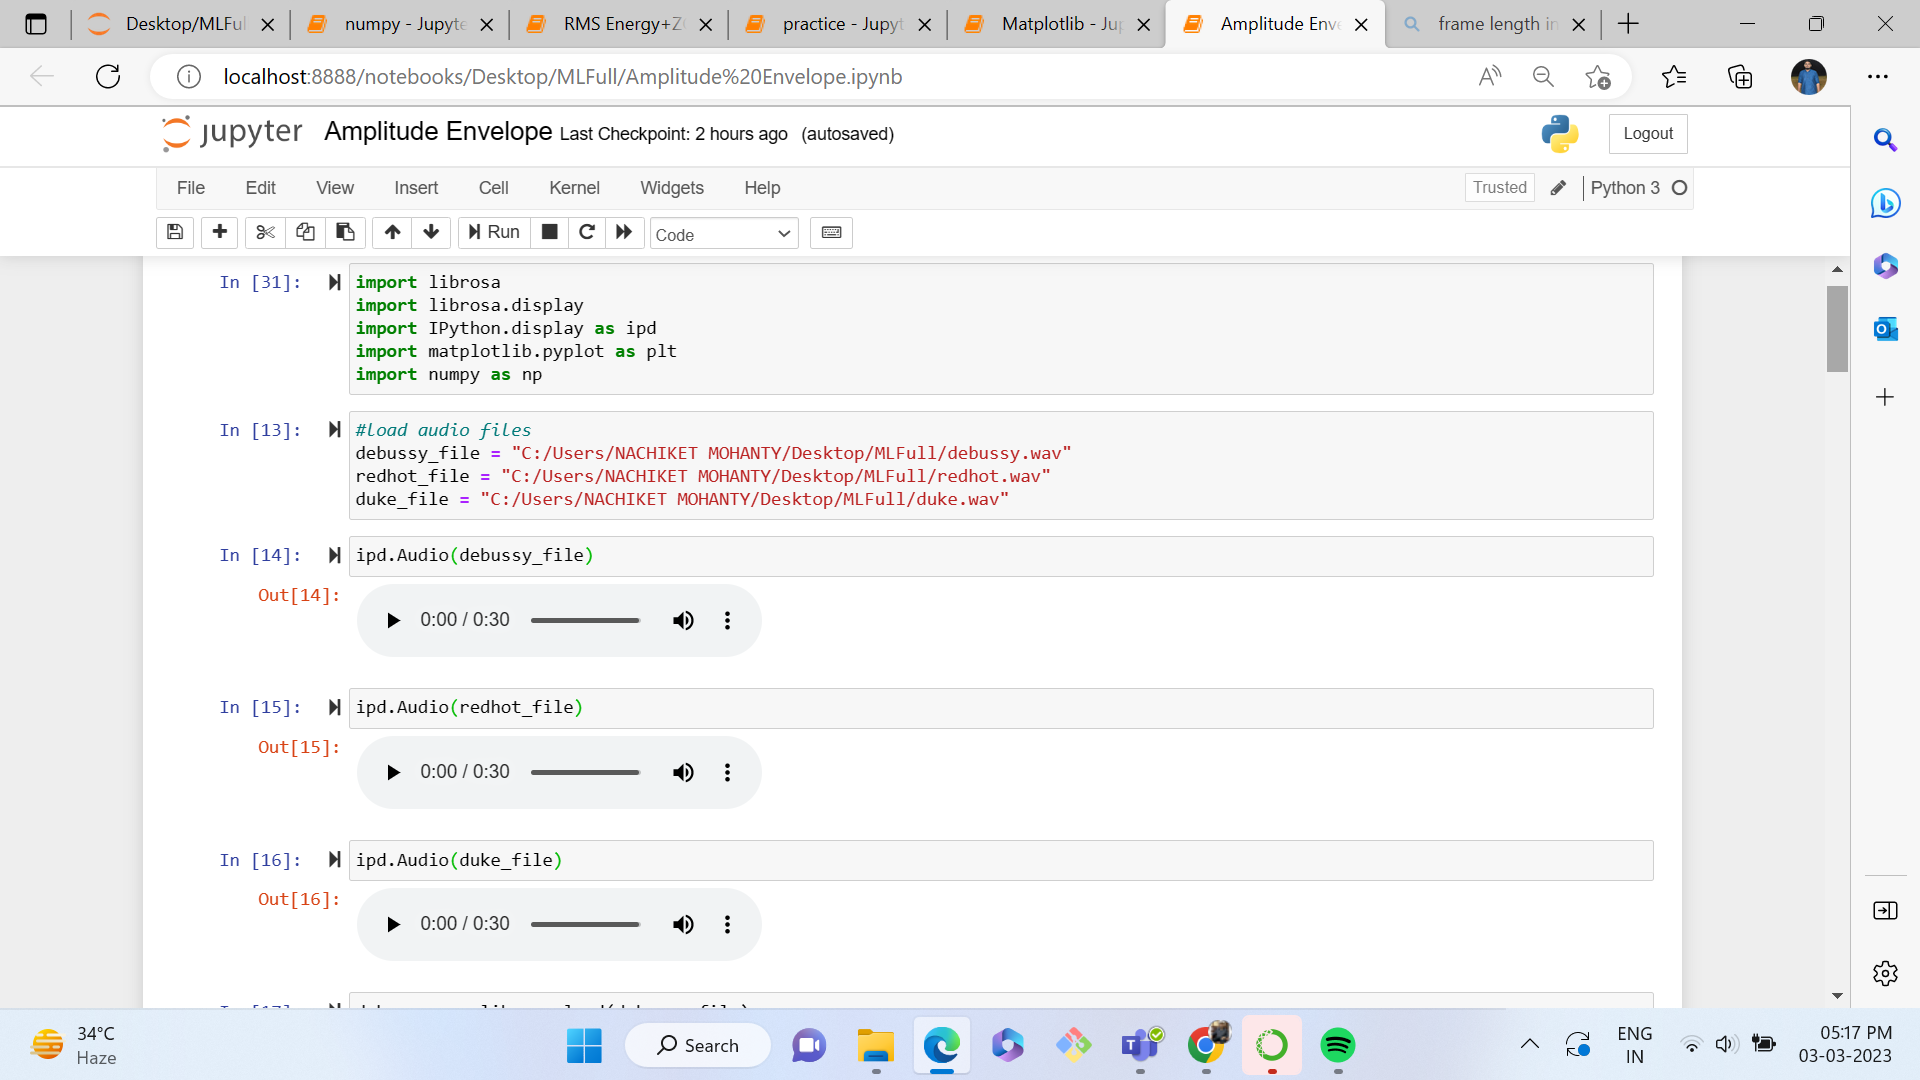 Desktop/MLFul
numpy - Jupyte
RMS Energy+Z
practice - Jupyt
Matplotlib - Ju
Amplitude Enve
frame length in
localhost:8888/notebooks/Desktop/MLFull/Amplitude%20Envelope.ipynb
jupyter Amplitude Envelope Last Checkpoint: 2 hours ago (autosaved)
Logout
File Edit View Insert Cell Kernel Widgets Help
Trusted Python 3
Run Code
In [31]: import librosa
import librosa.display
import IPython.display as ipd
import matplotlib.pyplot as plt
import numpy as np
In [13]: #load audio files
debussy_file = "C:/Users/NACHIKET MOHANTY/Desktop/MLFull/debussy.wav"
redhot_file = "C:/Users/NACHIKET MOHANTY/Desktop/MLFull/redhot.wav"
duke_file = "C:/Users/NACHIKET MOHANTY/Desktop/MLFull/duke.wav"
In [14]: ipd.Audio(debussy_file)
Out[14]:
0:00 / 0:30
In [15]: ipd.Audio(redhot_file)
Out[15]:
0:00 / 0:30
In [16]: ipd.Audio(duke_file)
Out[16]:
0:00 / 0:30
34°C
Haze
Search
ENG
IN
05:17 PM
03-03-2023